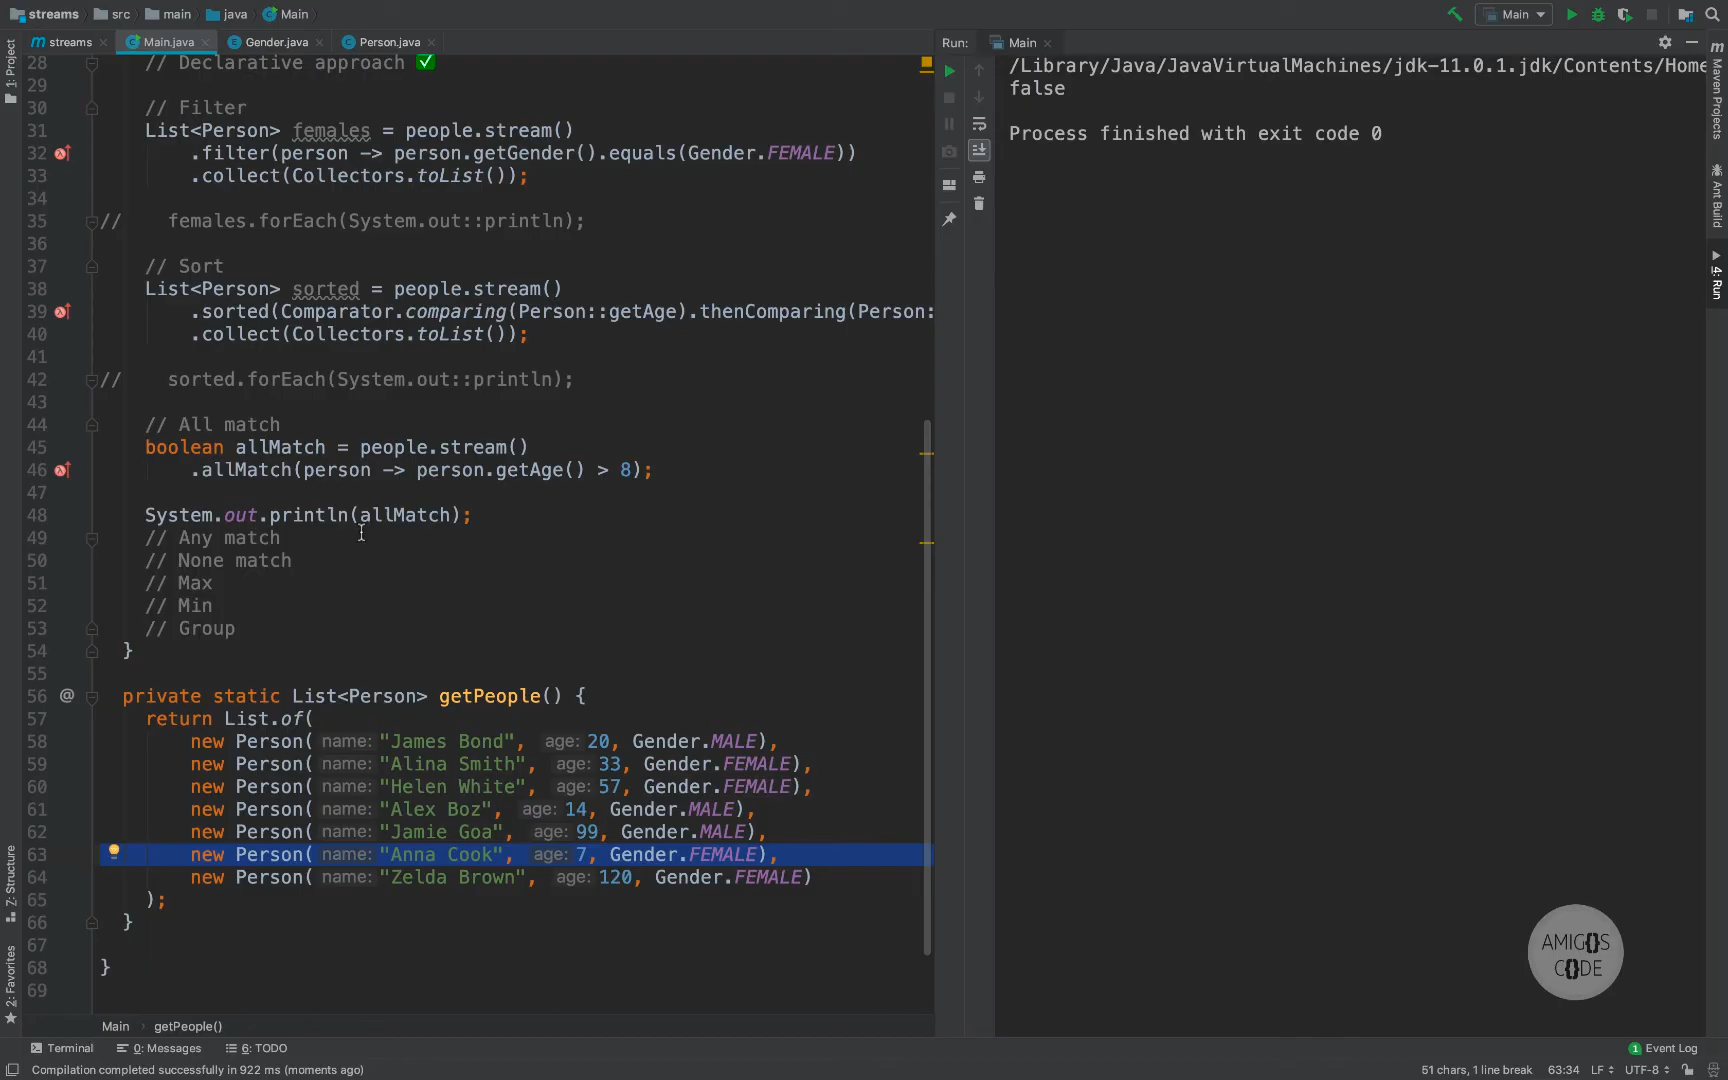 streams src main java Main
Main
streams Main.java Gender.java Person.java
Run: Main
1: Project
28 // Declarative approach
29
30 // Filter
31 List<Person> females = people.stream()
32 .filter(person -> person.getGender().equals(Gender.FEMALE))
33 .collect(Collectors.toList());
34
35 // females.forEach(System.out::println);
36
37 // Sort
38 List<Person> sorted = people.stream()
39 .sorted(Comparator.comparing(Person::getAge).thenComparing(Person:
40 .collect(Collectors.toList());
41
42 // sorted.forEach(System.out::println);
43
44 // All match
45 boolean allMatch = people.stream()
46 .allMatch(person -> person.getAge() > 8);
47
48 System.out.println(allMatch);
49 // Any match
50 // None match
51 // Max
52 // Min
53 // Group
54 }
55
56 @ private static List<Person> getPeople() {
57 return List.of(
58 new Person( name: "James Bond", age: 20, Gender.MALE),
59 new Person( name: "Alina Smith", age: 33, Gender.FEMALE),
60 new Person( name: "Helen White", age: 57, Gender.FEMALE),
61 new Person( name: "Alex Boz", age: 14, Gender.MALE),
62 new Person( name: "Jamie Goa", age: 99, Gender.MALE),
63 new Person( name: "Anna Cook", age: 7, Gender.FEMALE),
64 new Person( name: "Zelda Brown", age: 120, Gender.FEMALE)
65 );
66 }
67
68 }
69
/Library/Java/JavaVirtualMachines/jdk-11.0.1.jdk/Contents/Home
false
Process finished with exit code 0
Maven Projects
Ant Build
4: Run
Z: Structure
2: Favorites
AMIG{}S
C{}DE
Main getPeople()
Terminal 0: Messages 6: TODO
1 Event Log
Compilation completed successfully in 922 ms (moments ago)
51 chars, 1 line break 63:34 LF UTF-8